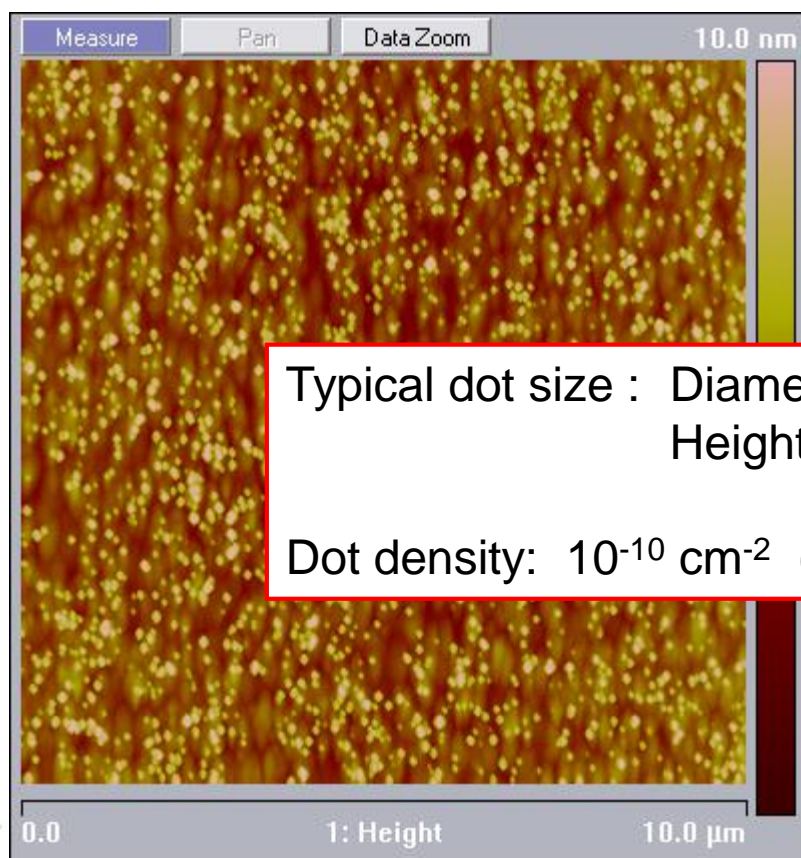 Measure Pan Data Zoom 10.0 nm
Typical dot size : Diame
Height
Dot density: 10⁻¹⁰ cm⁻²
0.0 1: Height 10.0 µm